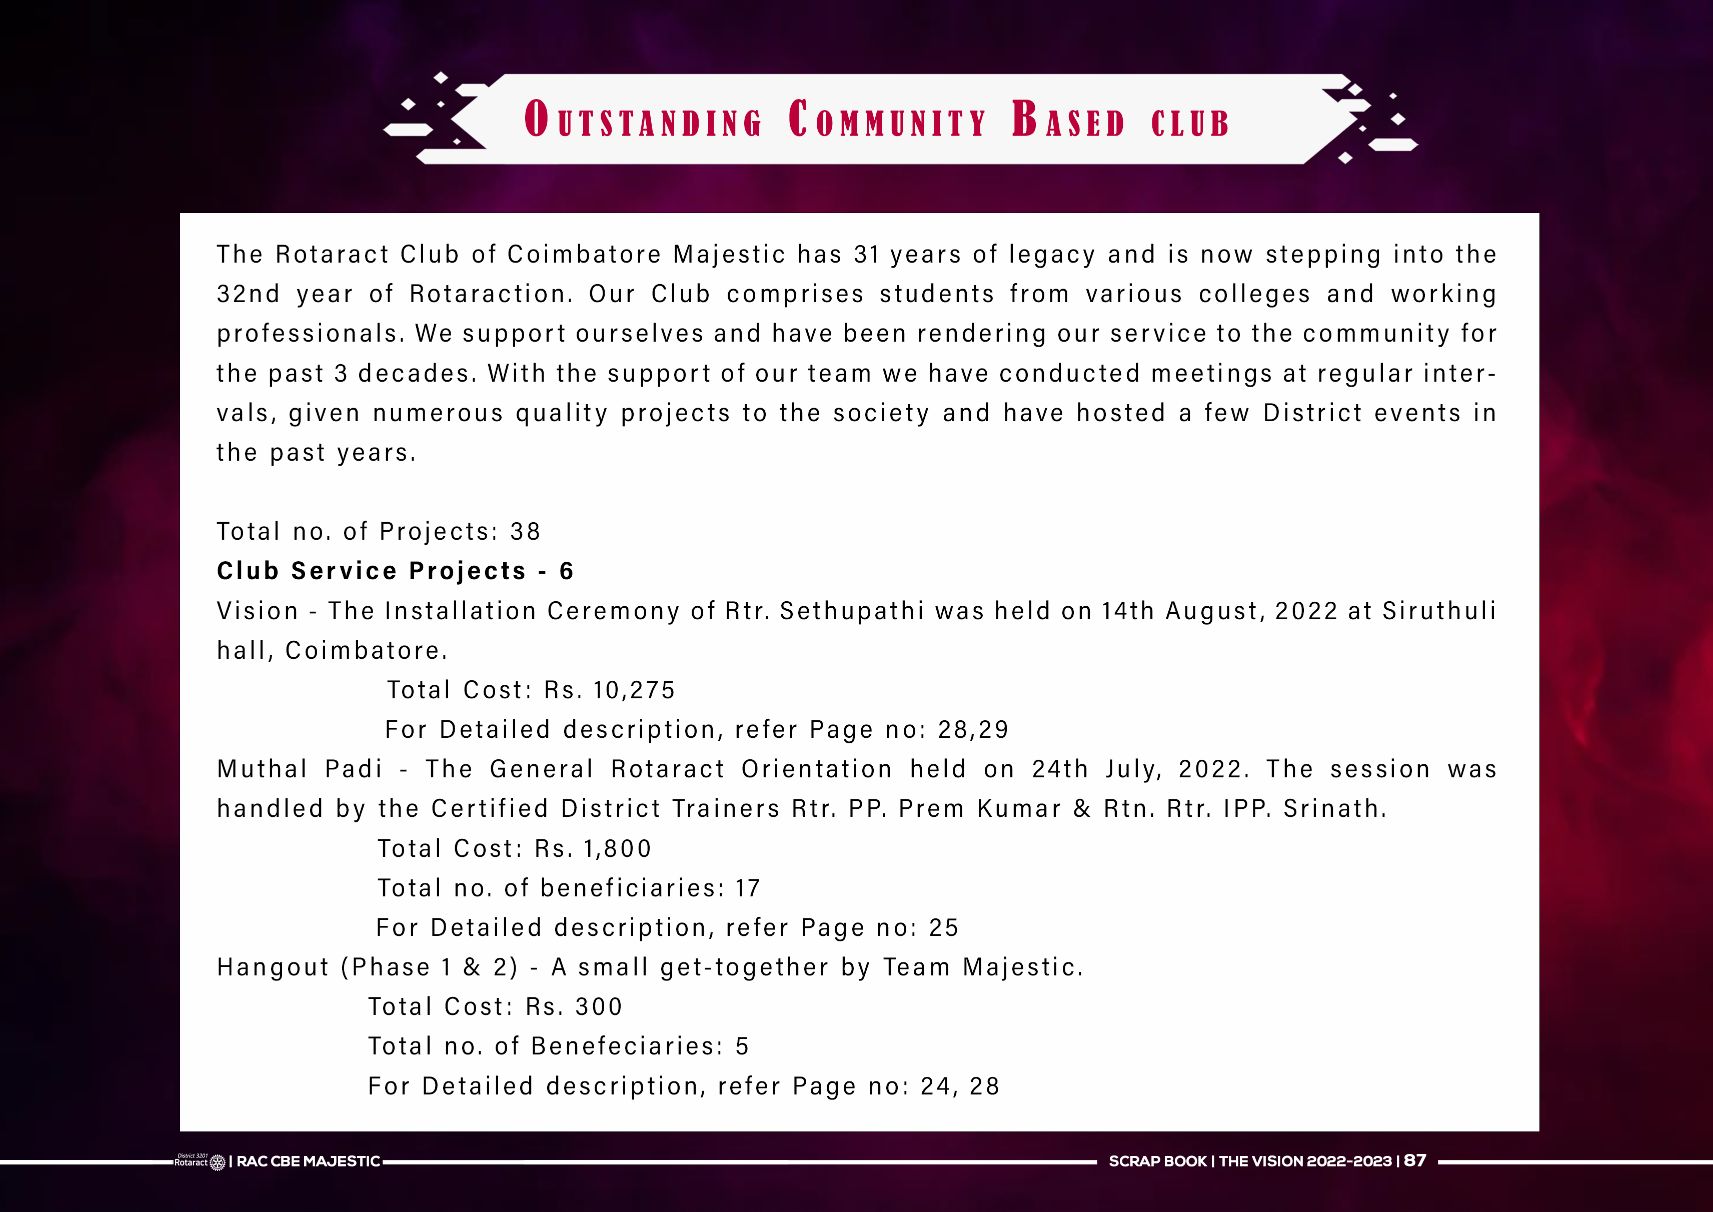 OUTSTANDING COMMUNITY BASED CLUB
The Rotaract Club of Coimbatore Majestic has 31 years of legacy and is now stepping into the
32nd year of Rotaraction. Our Club comprises students from various colleges and working
professionals. We support ourselves and have been rendering our service to the community for
the past 3 decades. With the support of our team we have conducted meetings at regular inter-
vals, given numerous quality projects to the society and have hosted a few District events in
the past years.
Total no. of Projects: 38
Club Service Projects - 6
Vision - The Installation Ceremony of Rtr. Sethupathi was held on 14th August, 2022 at Siruthuli
hall, Coimbatore.
Total Cost: Rs. 10,275
For Detailed description, refer Page no: 28,29
Muthal Padi - The General Rotaract Orientation held on 24th July, 2022. The session was
handled by the Certified District Trainers Rtr. PP. Prem Kumar & Rtn. Rtr. IPP. Srinath.
Total Cost: Rs. 1,800
Total no. of beneficiaries: 17
For Detailed description, refer Page no: 25
Hangout (Phase 1 & 2) - A small get-together by Team Majestic.
Total Cost: Rs. 300
Total no. of Benefeciaries: 5
For Detailed description, refer Page no: 24, 28
District 3201
Rotaract | RAC CBE MAJESTIC
SCRAP BOOK | THE VISION 2022-2023 | 87